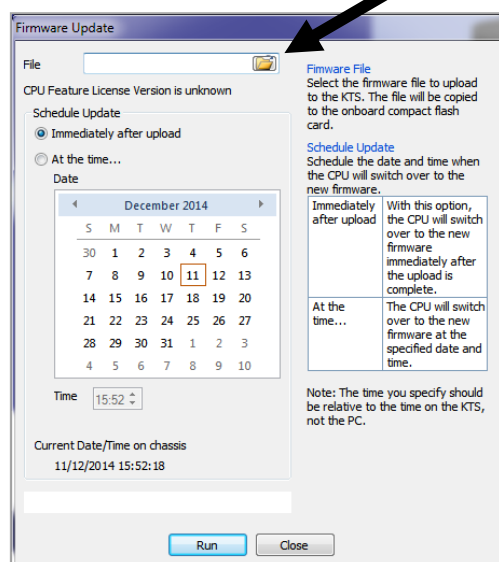 Firmware Update
File
CPU Feature License Version is unknown
Schedule Update
Immediately after upload
At the time...
Date
December 2014
S M T W T F S
30 1 2 3 4 5 6
7 8 9 10 11 12 13
14 15 16 17 18 19 20
21 22 23 24 25 26 27
28 29 30 31 1 2 3
4 5 6 7 8 9 10
Time 15:52
Current Date/Time on chassis
11/12/2014 15:52:18
Fimware File
Select the firmware file to upload
to the KTS. The file will be copied
to the onboard compact flash
card.
Schedule Update
Schedule the date and time when
the CPU will switch over to the
new firmware.
Immediately after upload
With this option,
the CPU will switch
over to the new
firmware
immediately after
the upload is
complete.
At the time...
The CPU will switch
over to the new
firmware at the
specified date and
time.
Note: The time you specify should
be relative to the time on the KTS,
not the PC.
Run Close